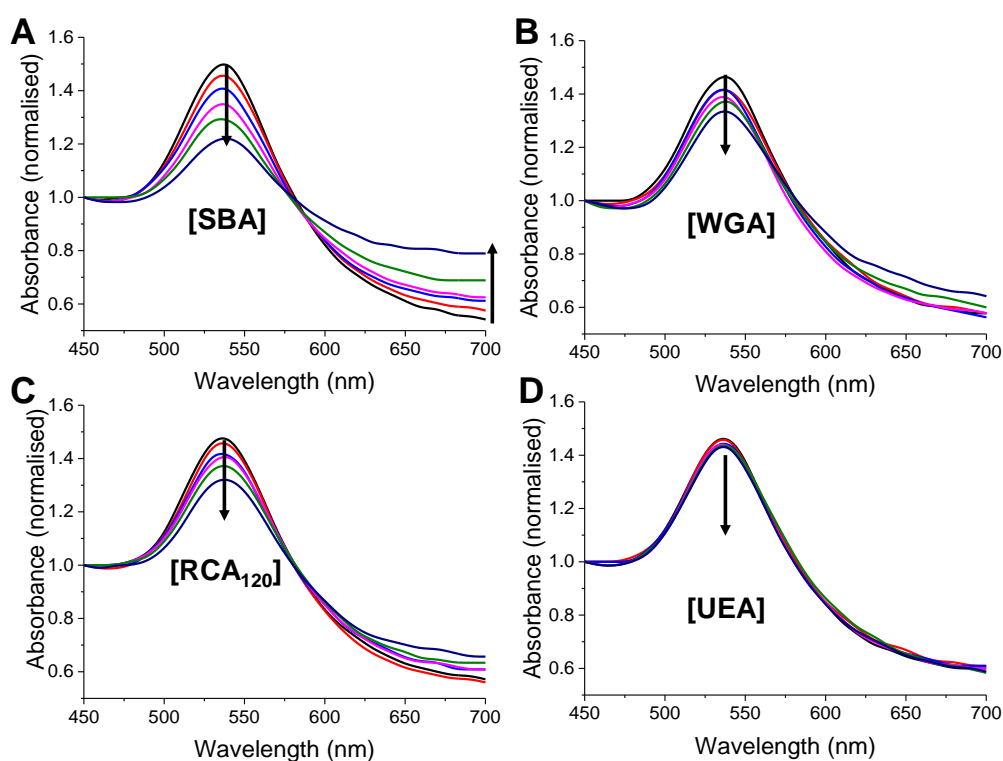 A
Absorbance (normalised)
1.6
1.4
1.2
1.0
0.8
0.6
[SBA]
450 500 550 600 650 700
Wavelength (nm)
B
Absorbance (normalised)
1.6
1.4
1.2
1.0
0.8
0.6
[WGA]
450 500 550 600 650 700
Wavelength (nm)
C
Absorbance (normalised)
1.6
1.4
1.2
1.0
0.8
0.6
[RCA₁₂₀]
450 500 550 600 650 700
Wavelength (nm)
D
Absorbance (normalised)
1.6
1.4
1.2
1.0
0.8
0.6
[UEA]
450 500 550 600 650 700
Wavelength (nm)